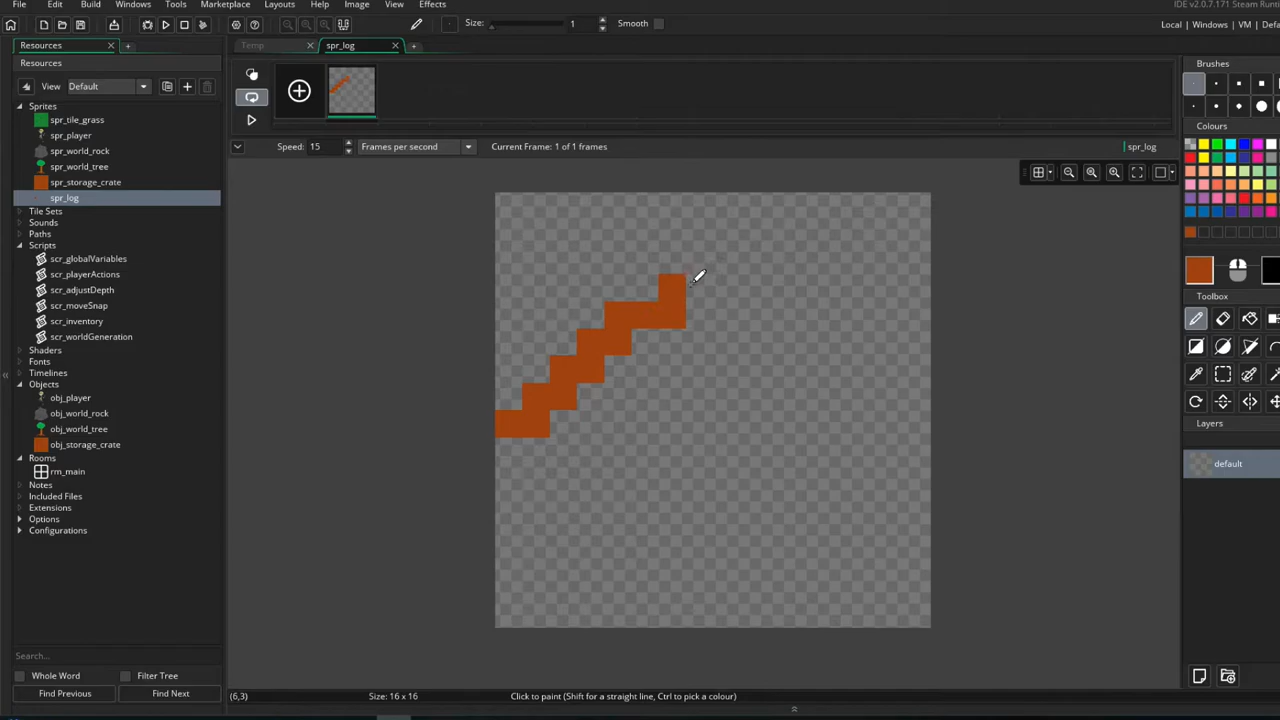 File Edit Build Windows Tools Marketplace Layouts Help Image View Effects
IDE v2.0.7.171 Steam Runti
Size: 1 Smooth
Local | Windows | VM | Defa
Resources
Temp
spr_log
Resources
View Default
Sprites
spr_tile_grass
spr_player
spr_world_rock
spr_world_tree
spr_storage_crate
spr_log
Tile Sets
Sounds
Paths
Scripts
scr_globalVariables
scr_playerActions
scr_adjustDepth
scr_moveSnap
scr_inventory
scr_worldGeneration
Shaders
Fonts
Timelines
Objects
obj_player
obj_world_rock
obj_world_tree
obj_storage_crate
Rooms
rm_main
Notes
Included Files
Extensions
Options
Configurations
Search...
Whole Word
Filter Tree
Find Previous
Find Next
Speed: 15
Frames per second
Current Frame: 1 of 1 frames
spr_log
(6,3)
Size: 16 x 16
Click to paint (Shift for a straight line, Ctrl to pick a colour)
Brushes
Colours
Toolbox
Layers
default